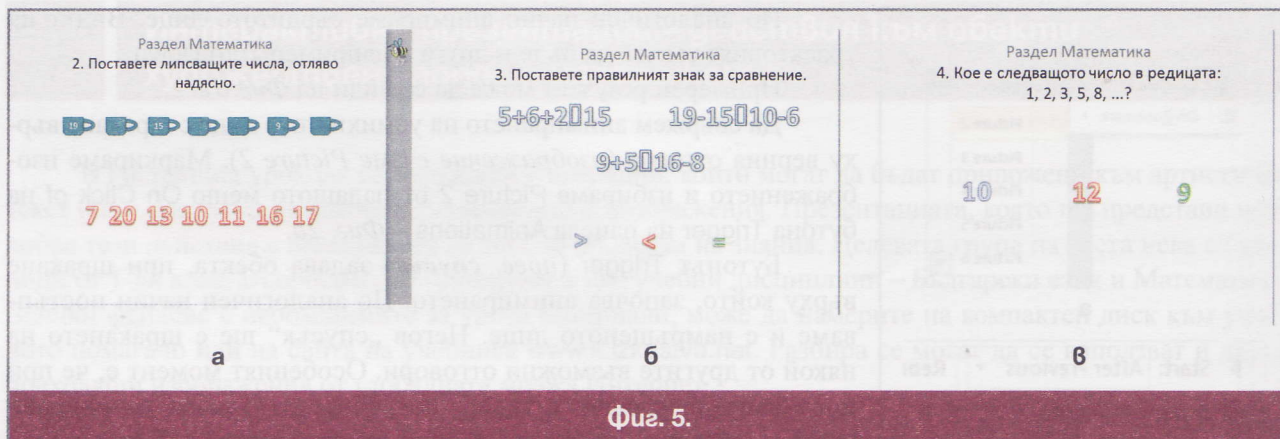 Раздел Математика
2. Поставете липсващите числа, отляво
надясно.
19 15 9
7 20 13 10 11 16 17
а
Раздел Математика
3. Поставете правилният знак за сравнение.
5+6+2▯15 19-15▯10-6
9+5▯16-8
> < =
б
Раздел Математика
4. Кое е следващото число в редицата:
1, 2, 3, 5, 8, ...?
10 12 9
в
Фиг. 5.